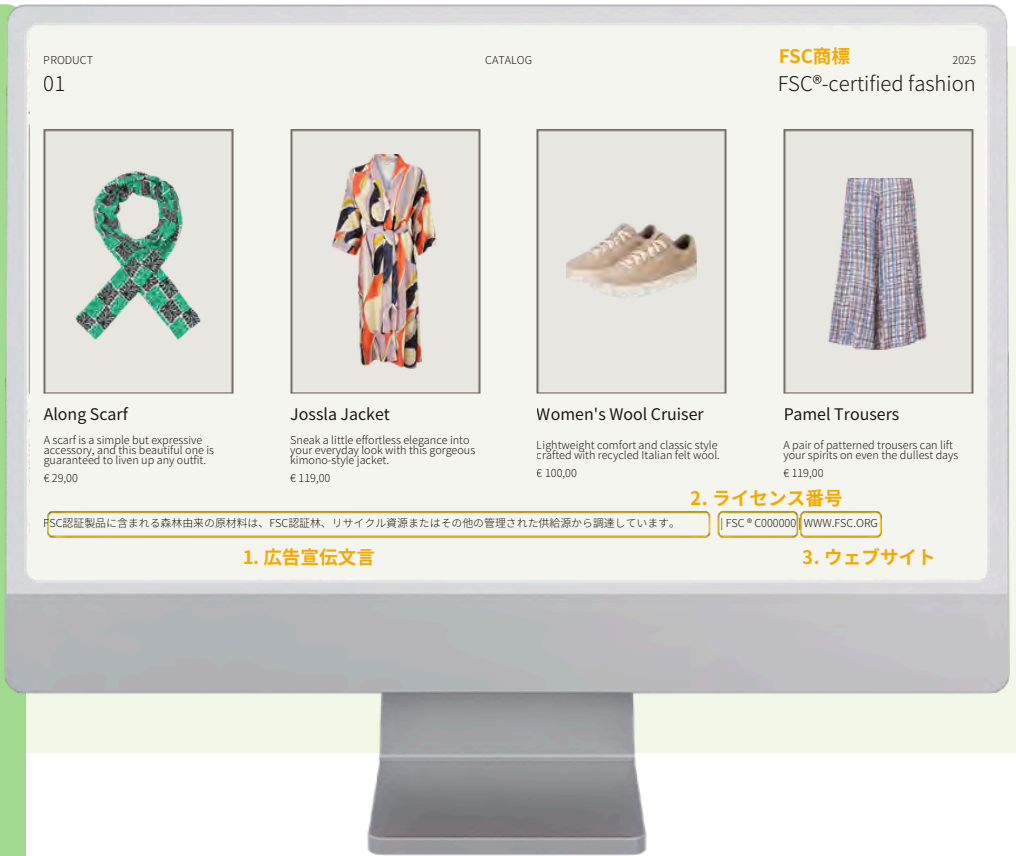 PRODUCT
CATALOG
FSC商標
2025
01
FSC®-certified fashion
Along Scarf
A scarf is a simple but expressive
accessory, and this beautiful one is
guaranteed to liven up any outfit.
€ 29,00
Jossla Jacket
Sneak a little effortless elegance into
your everyday look with this gorgeous
kimono-style jacket.
€ 119,00
Women's Wool Cruiser
Lightweight comfort and classic style
crafted with recycled Italian felt wool.
€ 100,00
Pamel Trousers
A pair of patterned trousers can lift
your spirits on even the dullest days
€ 119,00
2. ライセンス番号
FSC認証製品に含まれる森林由来の原材料は、FSC認証林、リサイクル資源またはその他の管理された供給源から調達しています。 | FSC ® C000000 | WWW.FSC.ORG
1. 広告宣伝文言
3. ウェブサイト